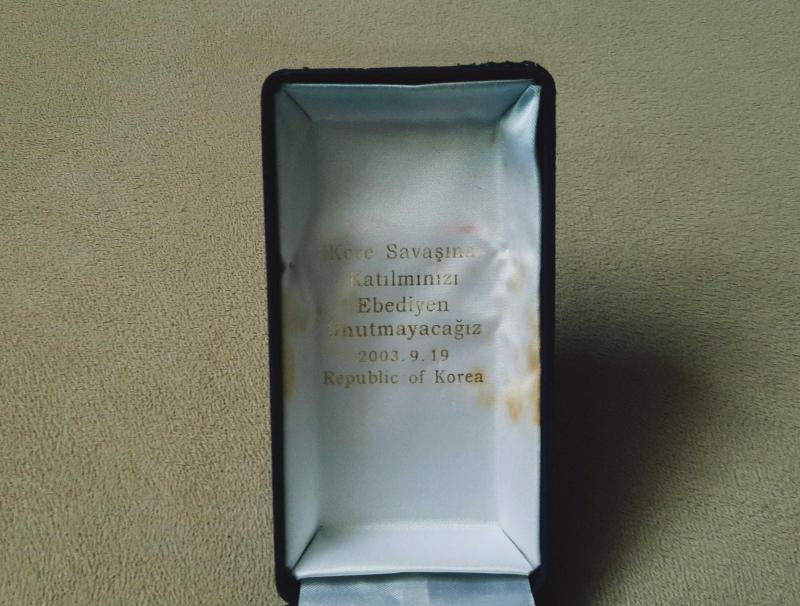 Kore Savaşına
Katılmınızı
Ebediyen
Unutmayacağız
2003.9.19
Republic of Korea